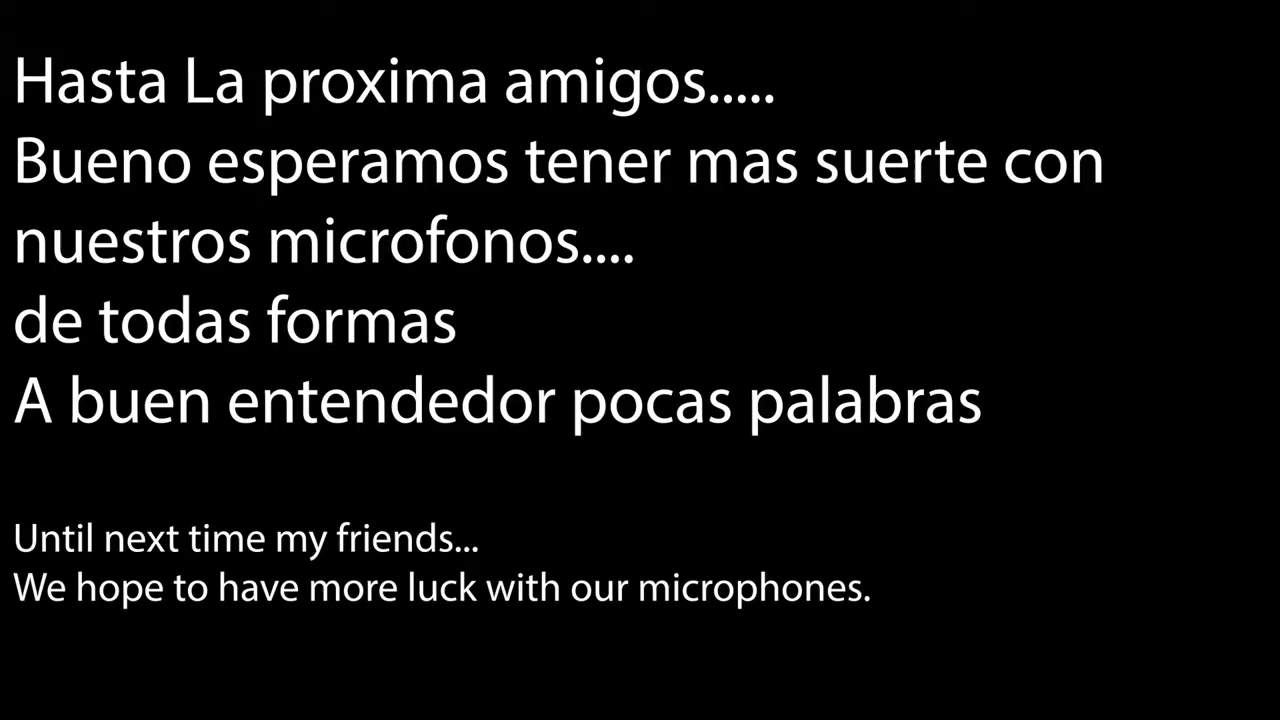 Hasta La proxima amigos.....
Bueno esperamos tener mas suerte con
nuestros microfonos....
de todas formas
A buen entendedor pocas palabras
Until next time my friends...
We hope to have more luck with our microphones.